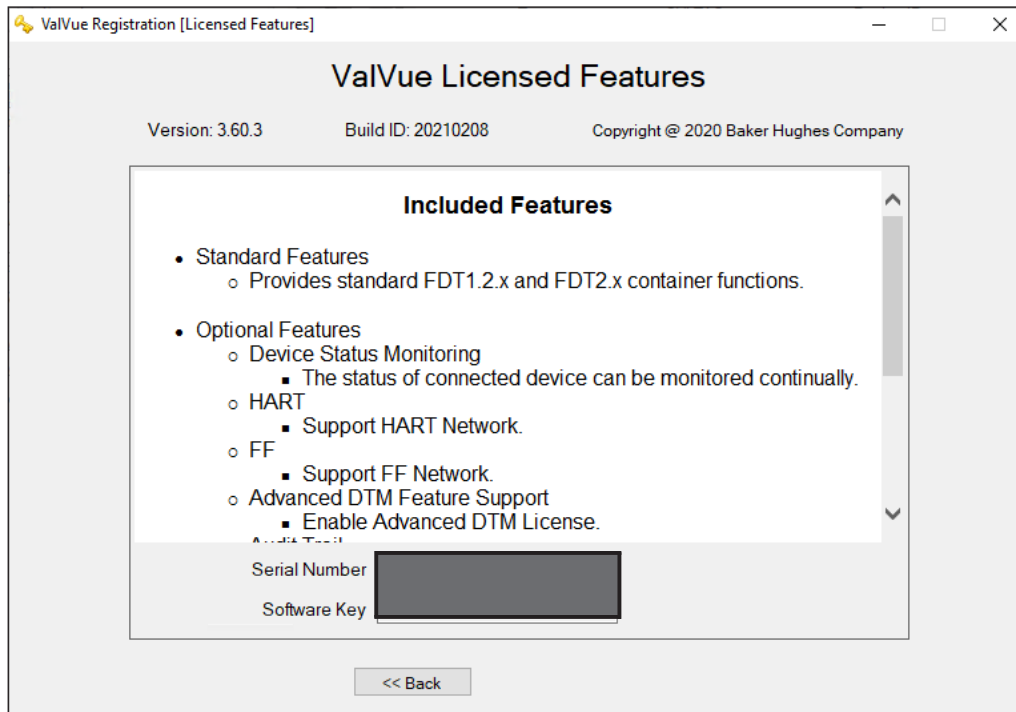 ValVue Registration [Licensed Features]
ValVue Licensed Features
Version: 3.60.3 Build ID: 20210208 Copyright @ 2020 Baker Hughes Company
Included Features
• Standard Features
○ Provides standard FDT1.2.x and FDT2.x container functions.
• Optional Features
○ Device Status Monitoring
▪ The status of connected device can be monitored continually.
○ HART
▪ Support HART Network.
○ FF
▪ Support FF Network.
○ Advanced DTM Feature Support
▪ Enable Advanced DTM License.
Audit Trail
Serial Number
Software Key
<< Back